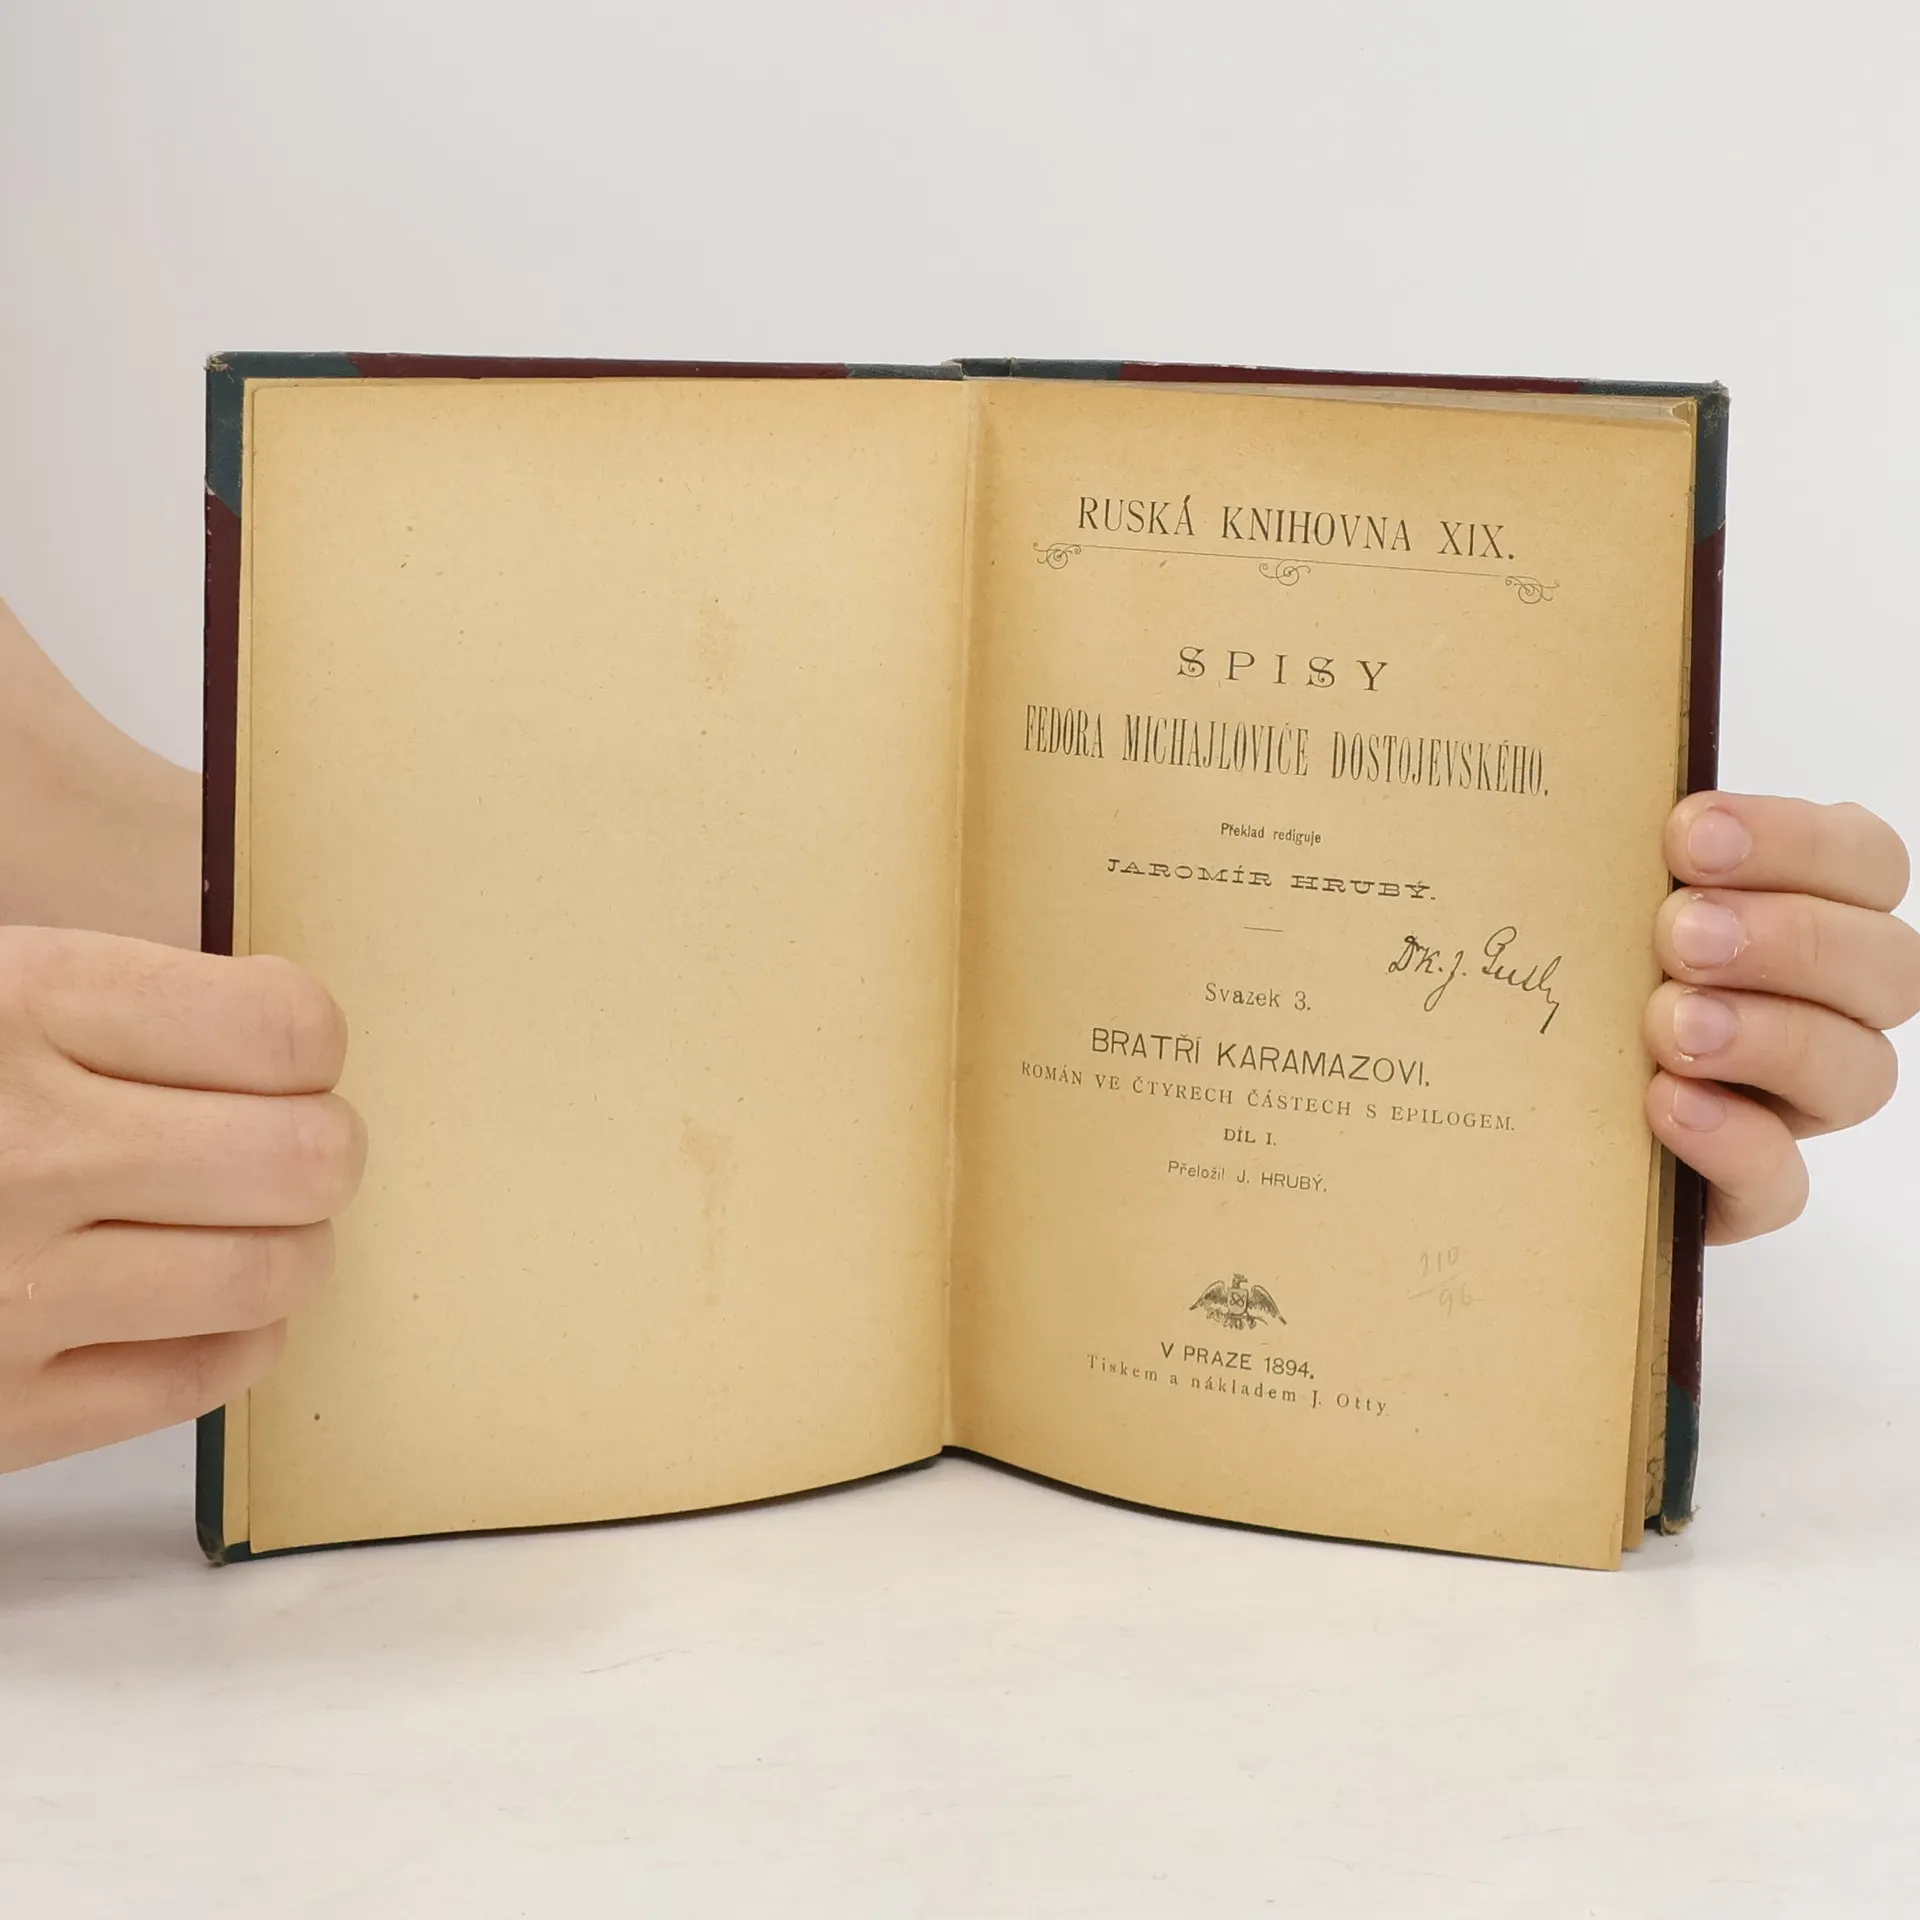 RUSKÁ KNIHOVNA XIX.
SPISY
FEDORA MICHAJLOVIČE DOSTOJEVSKÉHO.
Překlad rediguje
JAROMÍR HRUBÝ.
Svazek 3.
BRATŘÍ KARAMAZOVI.
ROMÁN VE ČTYRECH ČÁSTECH S EPILOGEM.
DÍL I.
Přeložil J. HRUBÝ.
V PRAZE 1894.
Tiskem a nákladem J. Otty